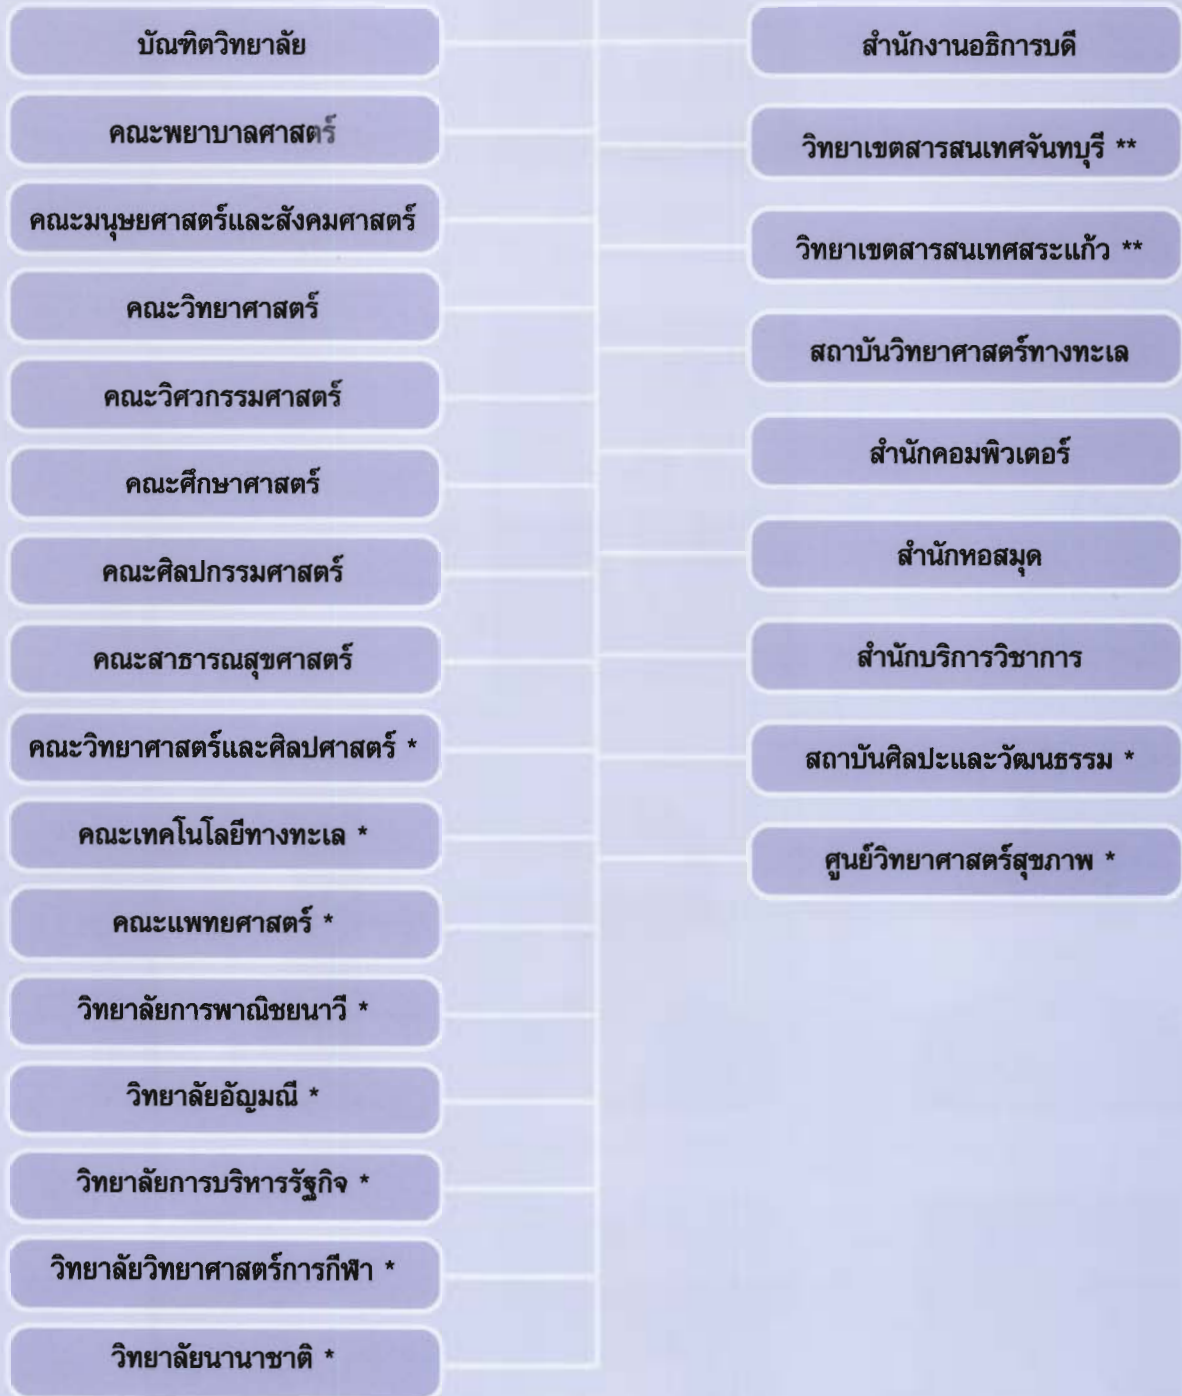 บัณฑิตวิทยาลัย
คณะพยาบาลศาสตร์
คณะมนุษยศาสตร์และสังคมศาสตร์
คณะวิทยาศาสตร์
คณะวิศวกรรมศาสตร์
คณะศึกษาศาสตร์
คณะศิลปกรรมศาสตร์
คณะสาธารณสุขศาสตร์
คณะวิทยาศาสตร์และศิลปศาสตร์ *
คณะเทคโนโลยีทางทะเล *
คณะแพทยศาสตร์ *
วิทยาลัยการพาณิชยนาวี *
วิทยาลัยอัญมณี *
วิทยาลัยการบริหารรัฐกิจ *
วิทยาลัยวิทยาศาสตร์การกีฬา *
วิทยาลัยนานาชาติ *
สำนักงานอธิการบดี
วิทยาเขตสารสนเทศจันทบุรี **
วิทยาเขตสารสนเทศสระแก้ว **
สถาบันวิทยาศาสตร์ทางทะเล
สำนักคอมพิวเตอร์
สำนักหอสมุด
สำนักบริการวิชาการ
สถาบันศิลปะและวัฒนธรรม *
ศูนย์วิทยาศาสตร์สุขภาพ *